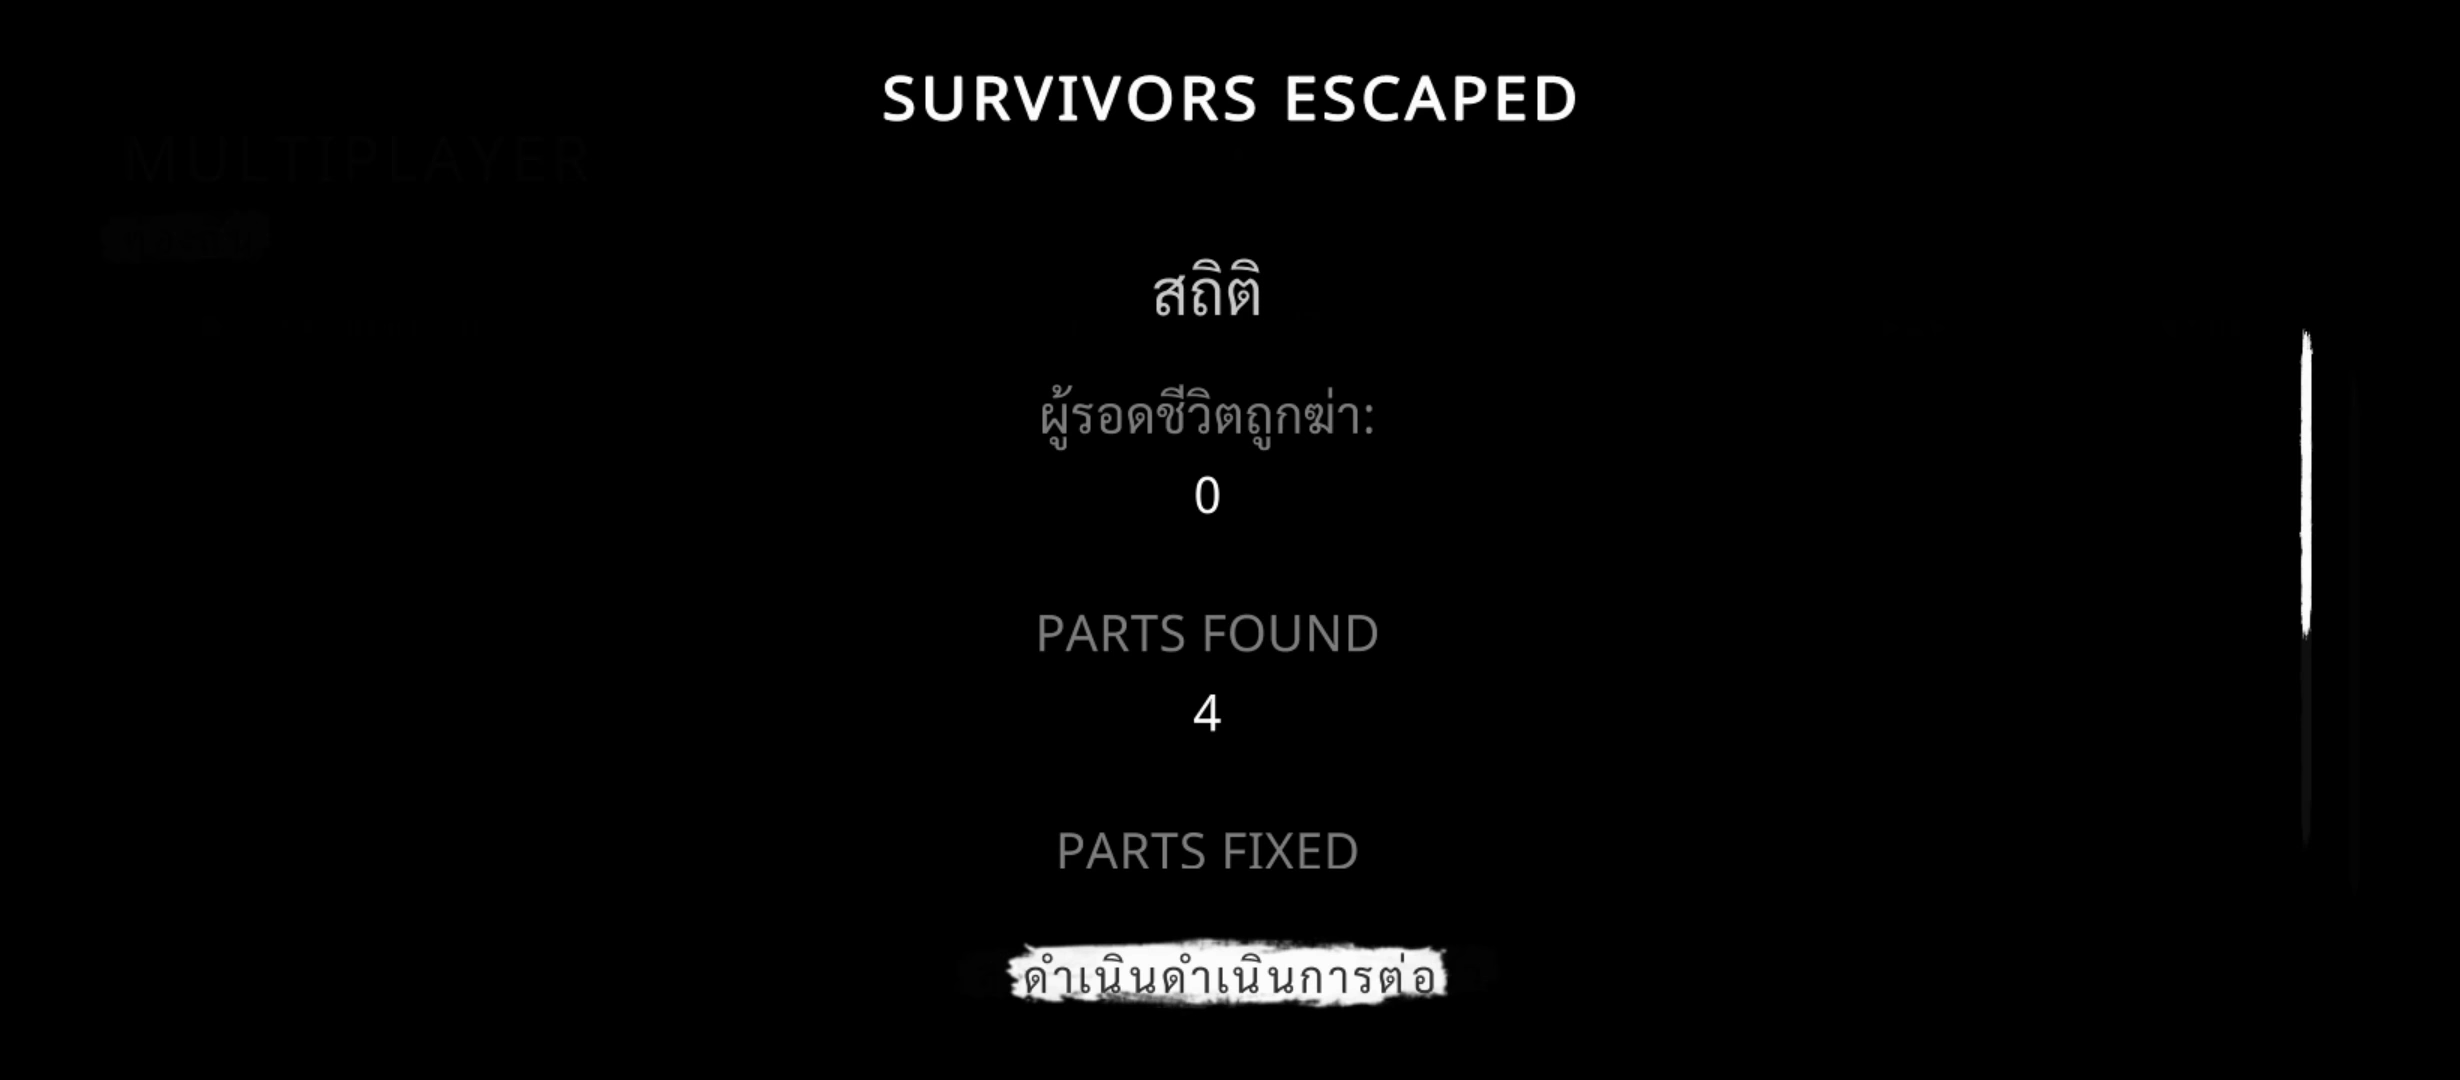 SURVIVORS ESCAPED
MULTIPLAYER
สถิติ
ผู้รอดชีวิตถูกฆ่า:
0
PARTS FOUND
4
PARTS FIXED
ดำเนินดำเนินการต่อ